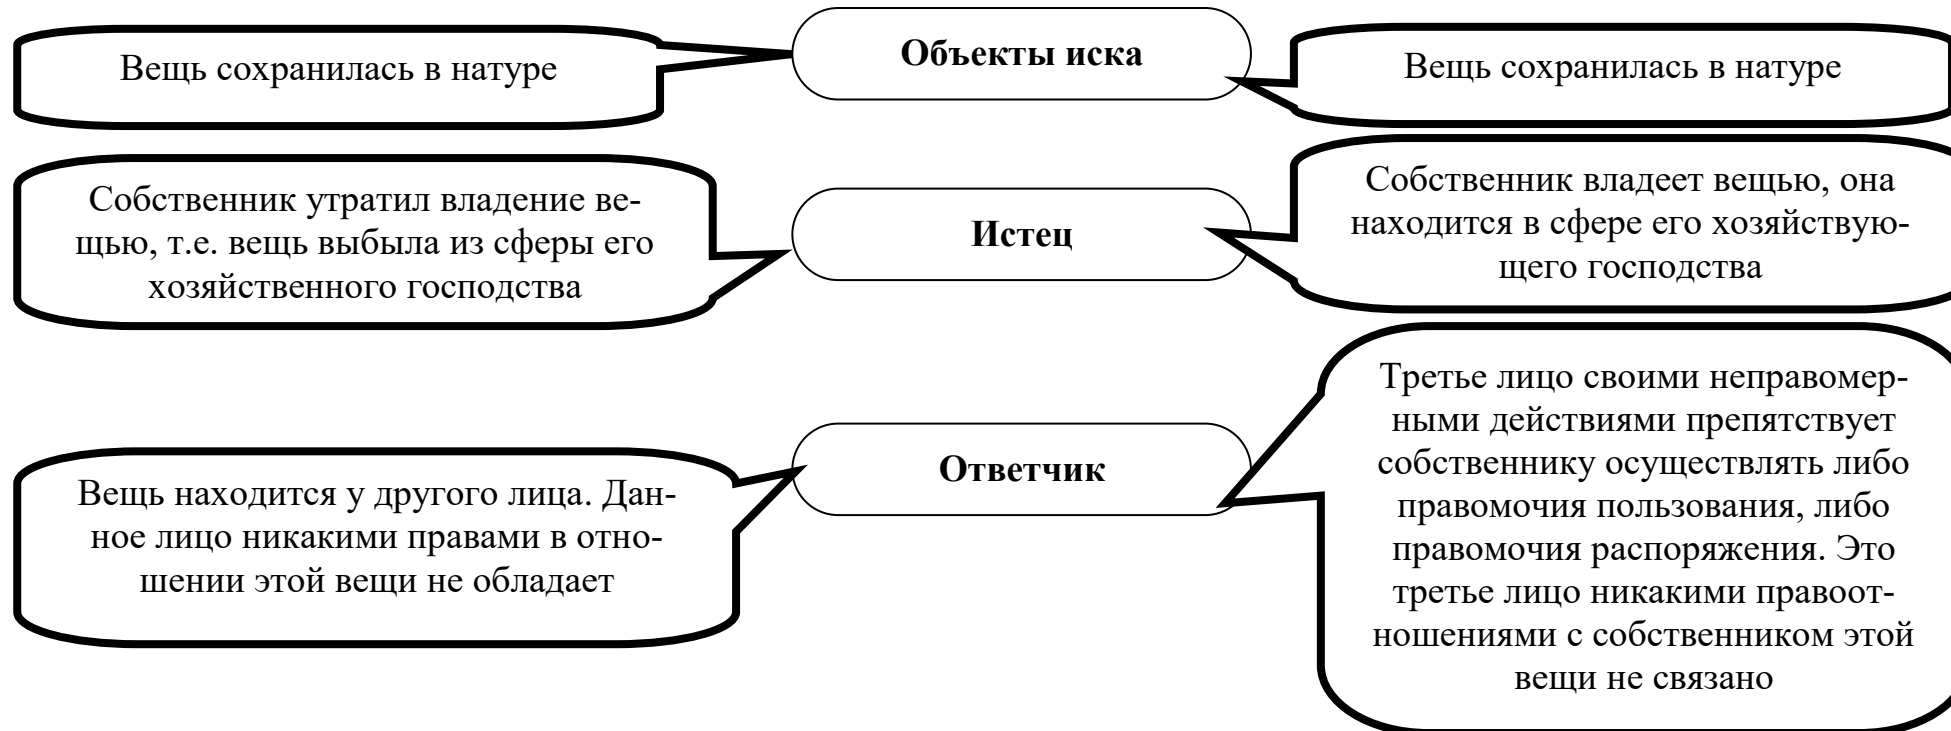 Вещь сохранилась в натуре
Объекты иска
Вещь сохранилась в натуре
Собственник утратил владение ве-
щью, т.е. вещь выбыла из сферы его
хозяйственного господства
Истец
Собственник владеет вещью, она
находится в сфере его хозяйствую-
щего господства
Вещь находится у другого лица. Дан-
ное лицо никакими правами в отно-
шении этой вещи не обладает
Ответчик
Третье лицо своими неправомер-
ными действиями препятствует
собственнику осуществлять либо
правомочия пользования, либо
правомочия распоряжения. Это
третье лицо никакими правоот-
ношениями с собственником этой
вещи не связано